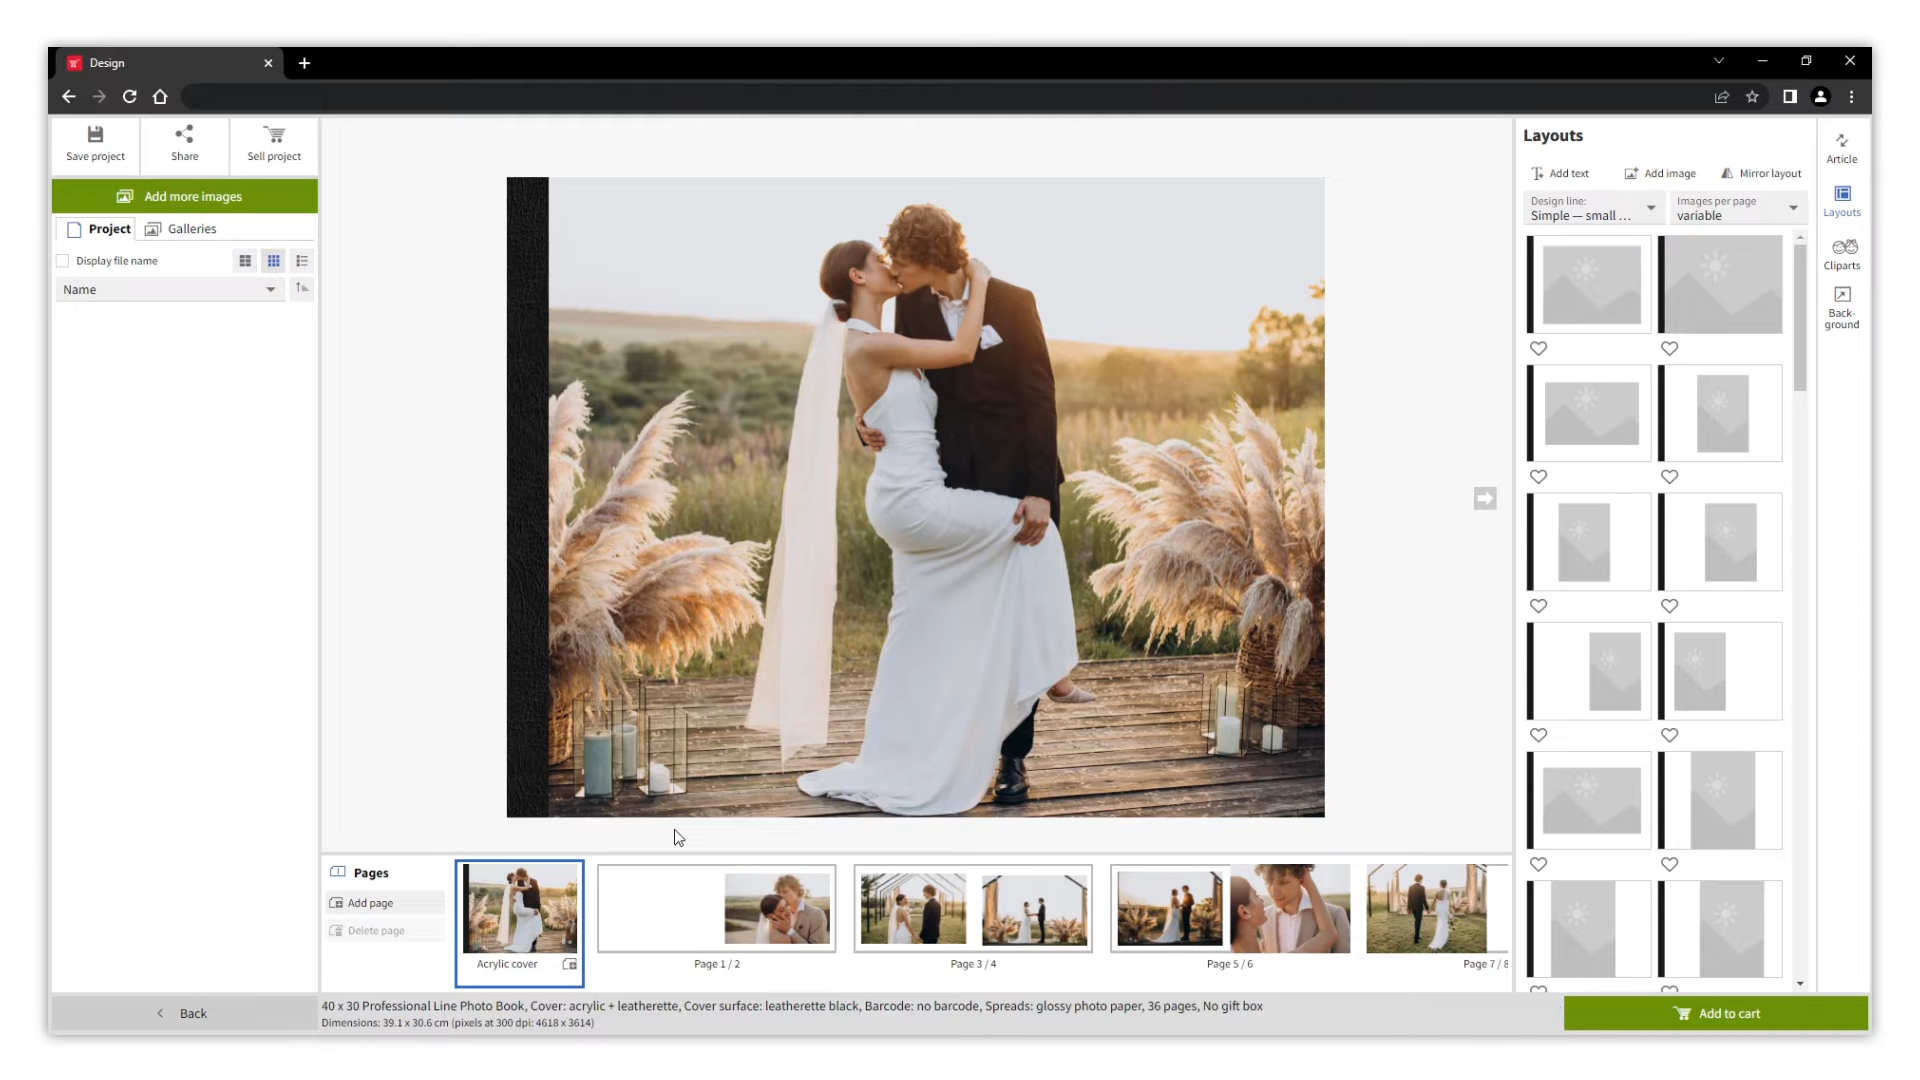 Design
Save project
Share
Sell project
Add more images
Project
Galleries
Display file name
Name
Pages
Add page
Delete page
Acrylic cover
Page 1 / 2
Page 3 / 4
Page 5 / 6
Page 7 / 8
Layouts
Add text
Add image
Mirror layout
Design line:
Simple — small ...
Images per page
variable
Article
Layouts
Cliparts
Back-
ground
Back
40 x 30 Professional Line Photo Book, Cover: acrylic + leatherette, Cover surface: leatherette black, Barcode: no barcode, Spreads: glossy photo paper, 36 pages, No gift box
Dimensions: 39.1 x 30.6 cm (pixels at 300 dpi: 4618 x 3614)
Add to cart